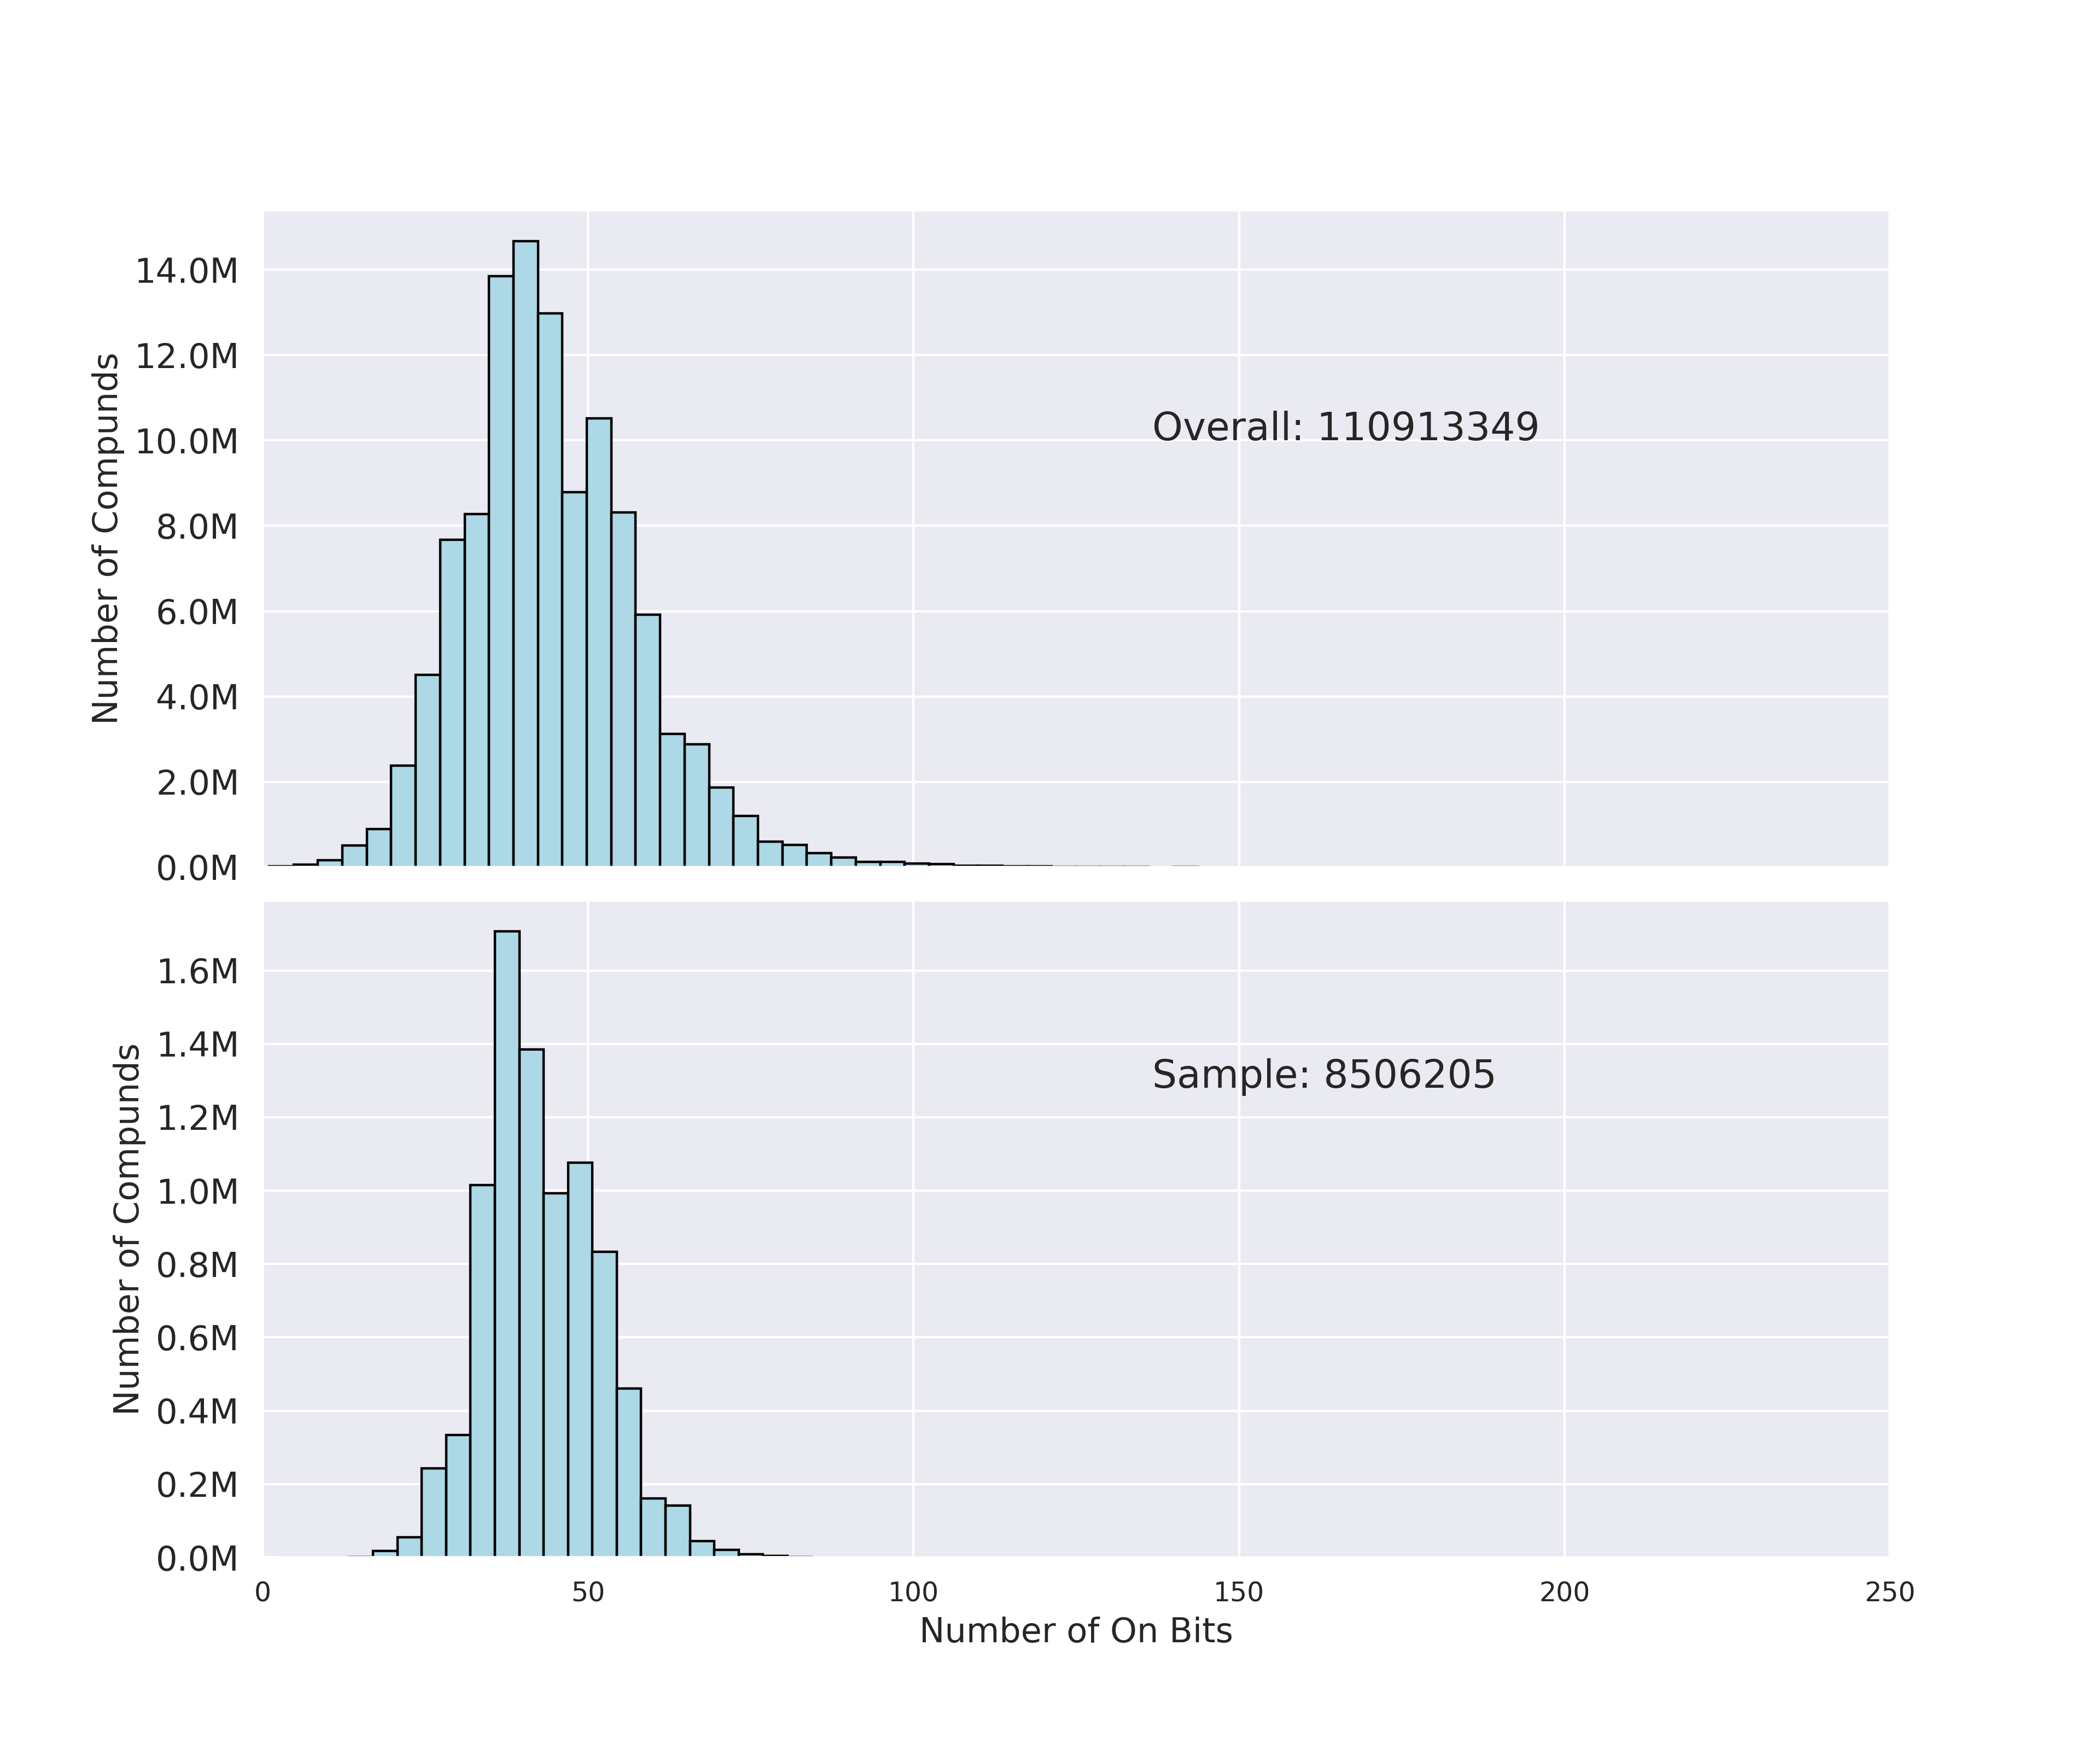 14.0M
12.0M
10.0M
8.0M
6.0M
4.0M
2.0M
0.0M
Number of Compunds
Overall: 110913349
1.6M
1.4M
1.2M
1.0M
0.8M
0.6M
0.4M
0.2M
0.0M
Number of Compunds
Sample: 8506205
0 50 100 150 200 250
Number of On Bits